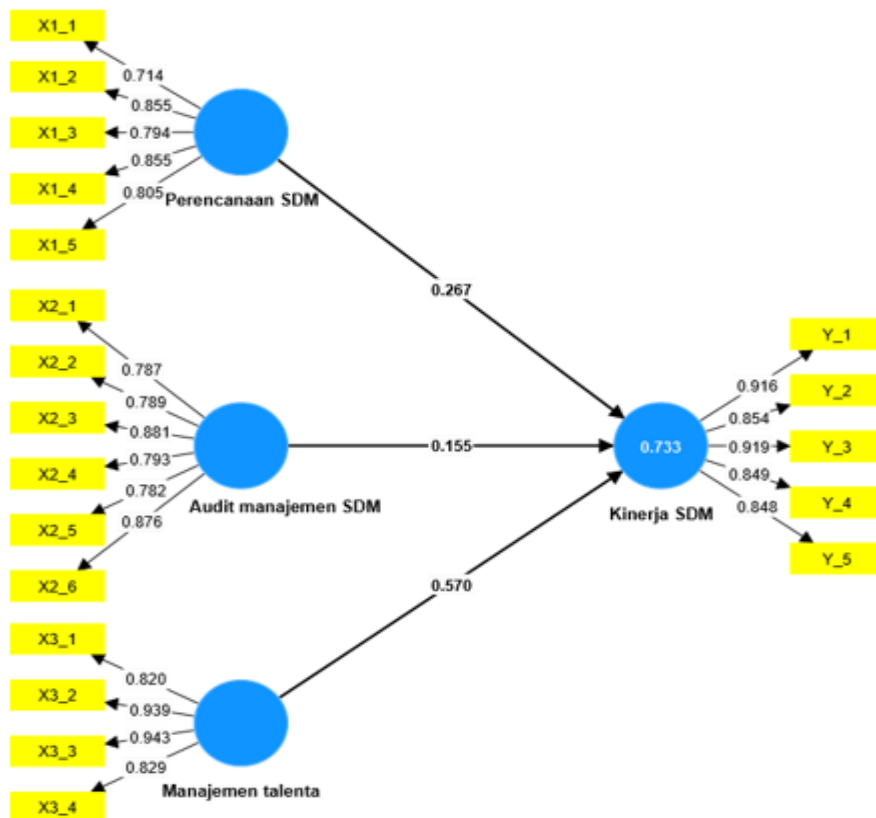 X1_1
0.714
X1_2
0.855
X1_3
0.794
X1_4
0.855
X1_5
0.805
Perencanaan SDM
0.267
X2_1
0.787
X2_2
0.789
X2_3
0.881
X2_4
0.793
X2_5
0.782
X2_6
0.876
Audit manajemen SDM
0.155
X3_1
0.820
X3_2
0.939
X3_3
0.943
X3_4
0.829
Manajemen talenta
0.570
0.733
Kinerja SDM
Y_1
0.916
Y_2
0.854
Y_3
0.919
Y_4
0.849
Y_5
0.848